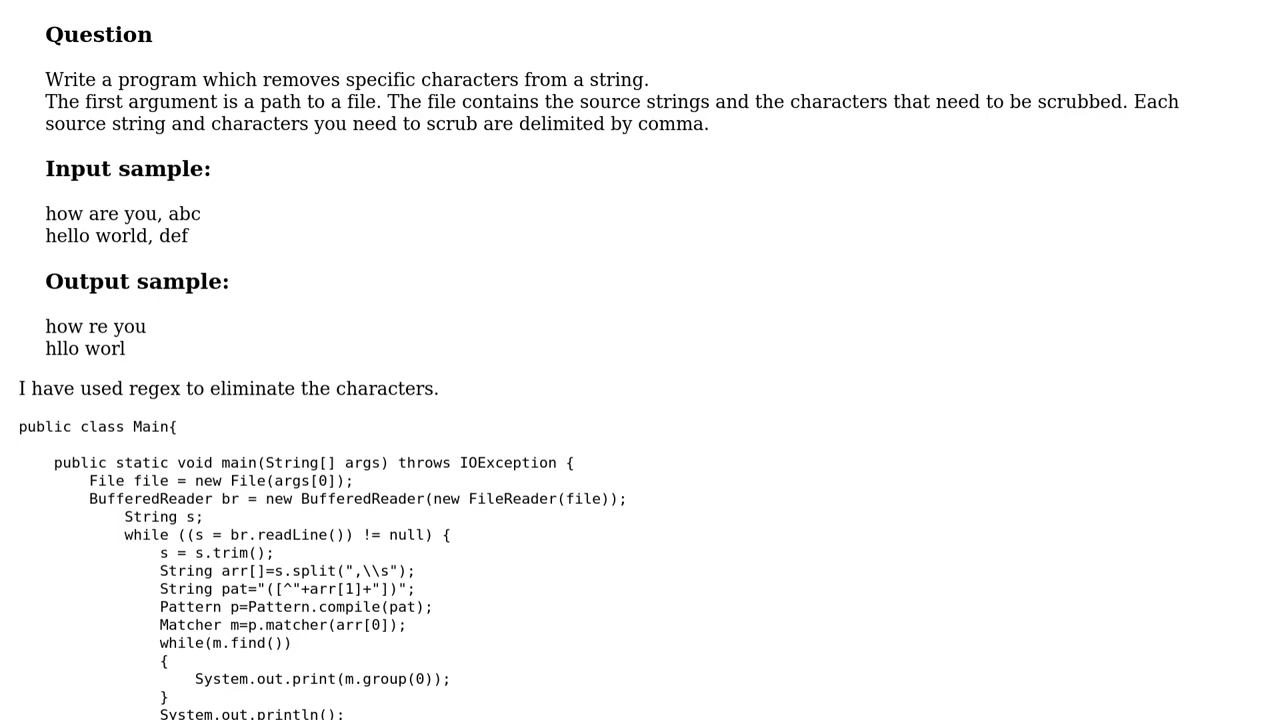 Question
Write a program which removes specific characters from a string.
The first argument is a path to a file. The file contains the source strings and the characters that need to be scrubbed. Each
source string and characters you need to scrub are delimited by comma.
Input sample:
how are you, abc
hello world, def
Output sample:
how re you
hllo worl
I have used regex to eliminate the characters.
public class Main{
    public static void main(String[] args) throws IOException {
        File file = new File(args[0]);
        BufferedReader br = new BufferedReader(new FileReader(file));
            String s;
            while ((s = br.readLine()) != null) {
                s = s.trim();
                String arr[]=s.split(",\\s");
                String pat="([^"+arr[1]+"])";
                Pattern p=Pattern.compile(pat);
                Matcher m=p.matcher(arr[0]);
                while(m.find())
                {
                    System.out.print(m.group(0));
                }
                System.out.println();